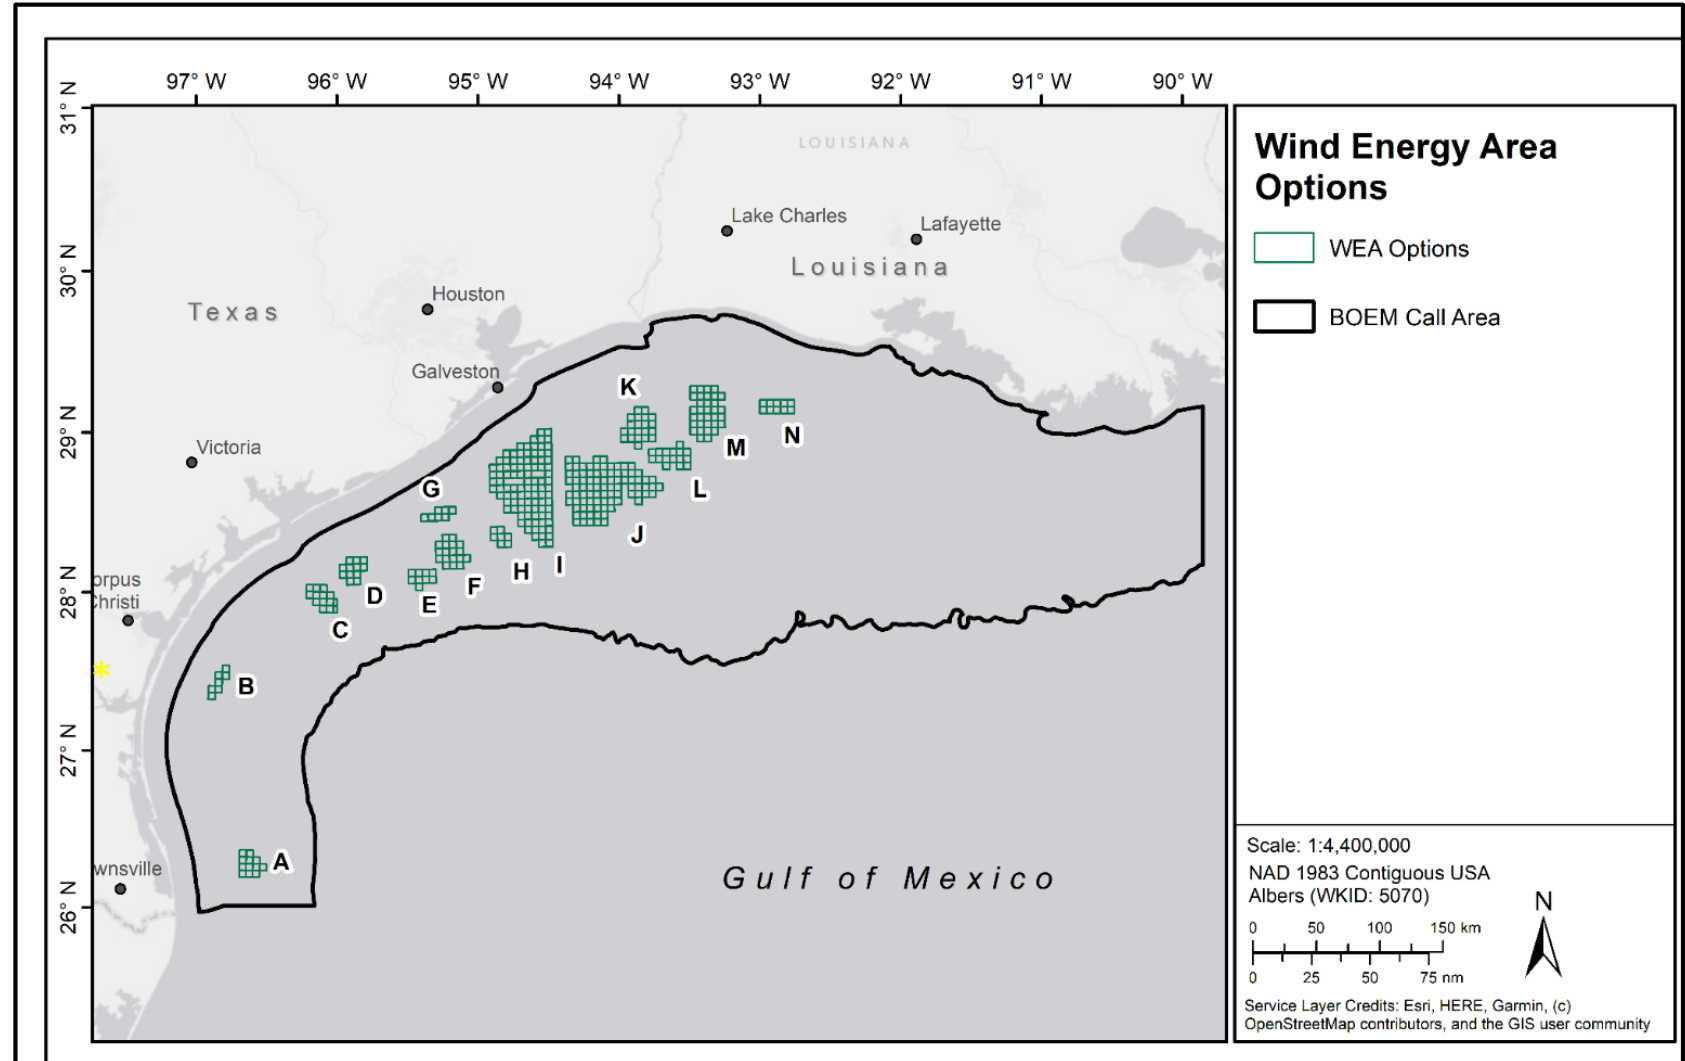 97° W 96° W 95° W 94° W 93° W 92° W 91° W 90° W
31° N
30° N
29° N
28° N
27° N
26° N
LOUISIANA
Lake Charles
Lafayette
Louisiana
Houston
Texas
Galveston
K
Victoria
M
N
G
L
J
H
I
F
D
E
C
orpus
Christi
B
A
wnsville
Gulf of Mexico
Wind Energy Area
Options
WEA Options
BOEM Call Area
Scale: 1:4,400,000
NAD 1983 Contiguous USA
Albers (WKID: 5070)
N
0 50 100 150 km
0 25 50 75 nm
Service Layer Credits: Esri, HERE, Garmin, (c)
OpenStreetMap contributors, and the GIS user community